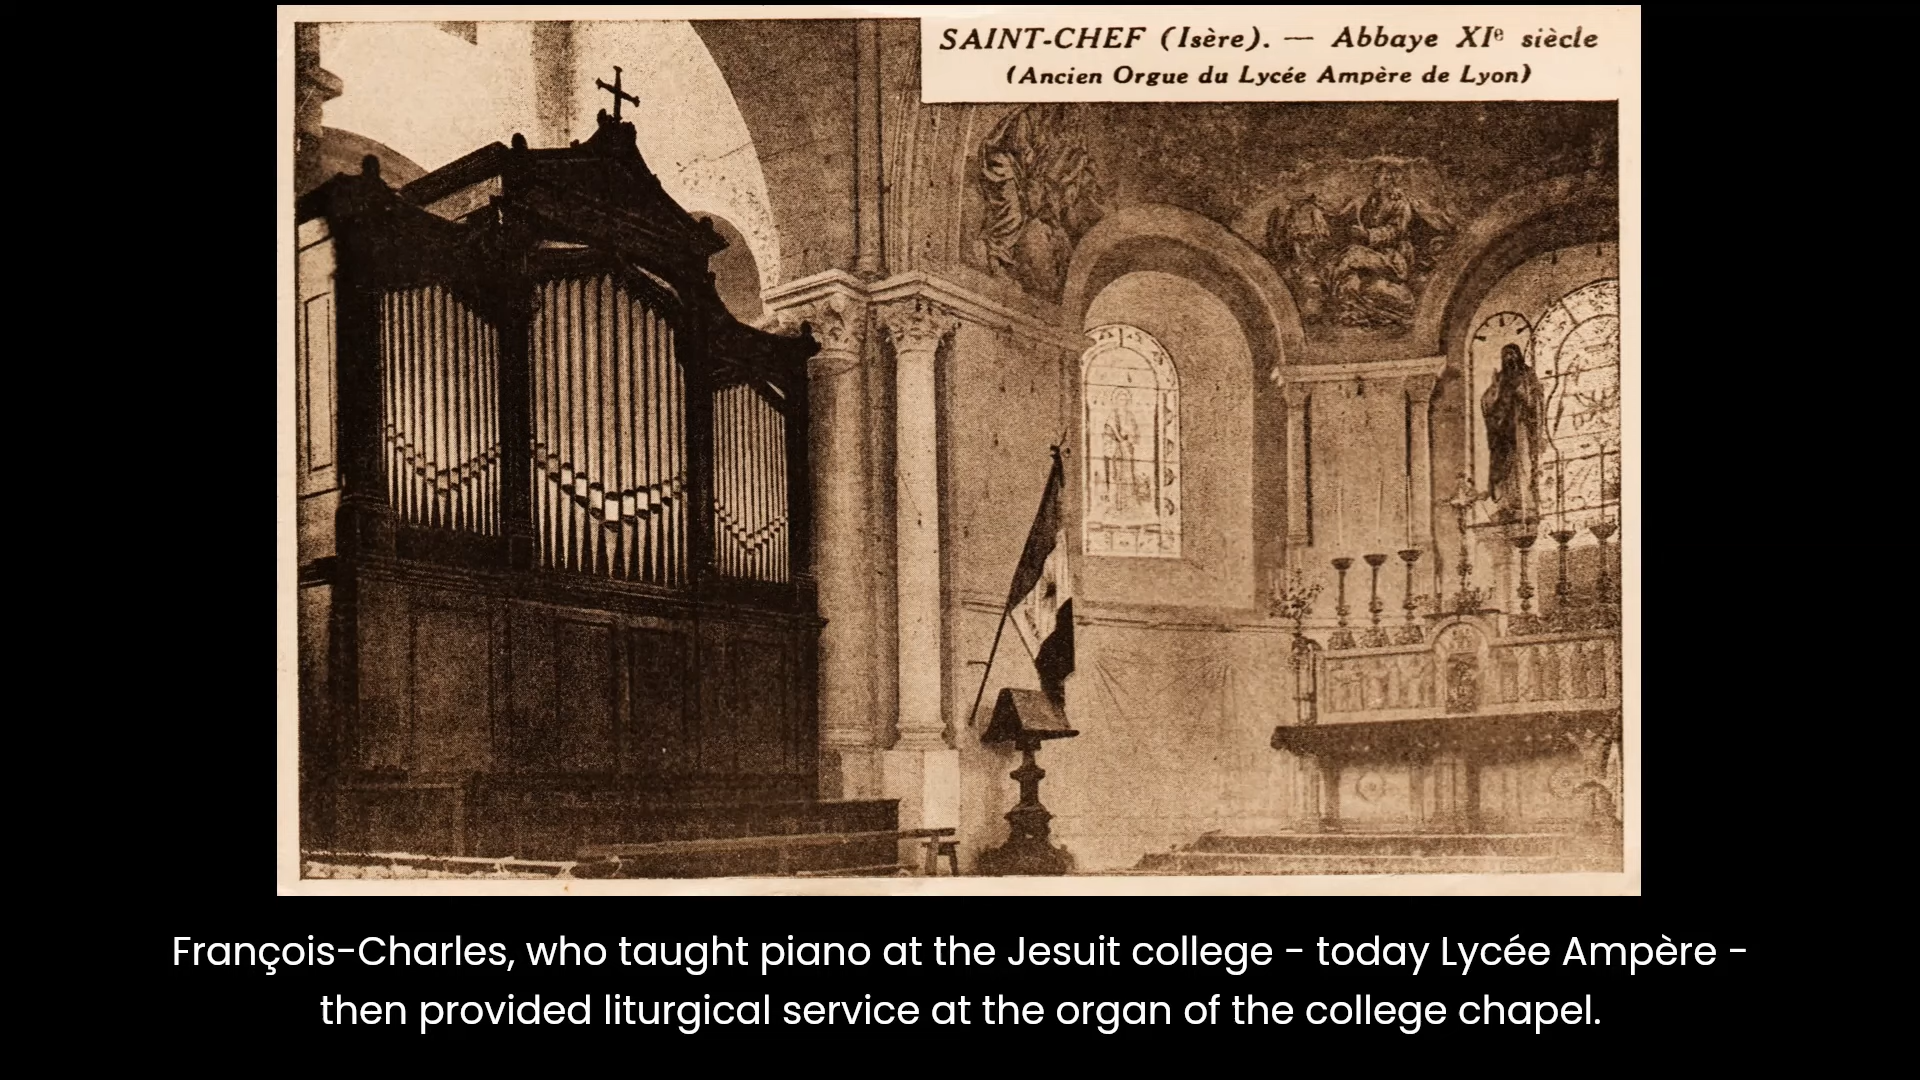 SAINT-CHEF (Isère). — Abbaye XIᵉ siècle
(Ancien Orgue du Lycée Ampère de Lyon)
François-Charles, who taught piano at the Jesuit college - today Lycée Ampère -
then provided liturgical service at the organ of the college chapel.